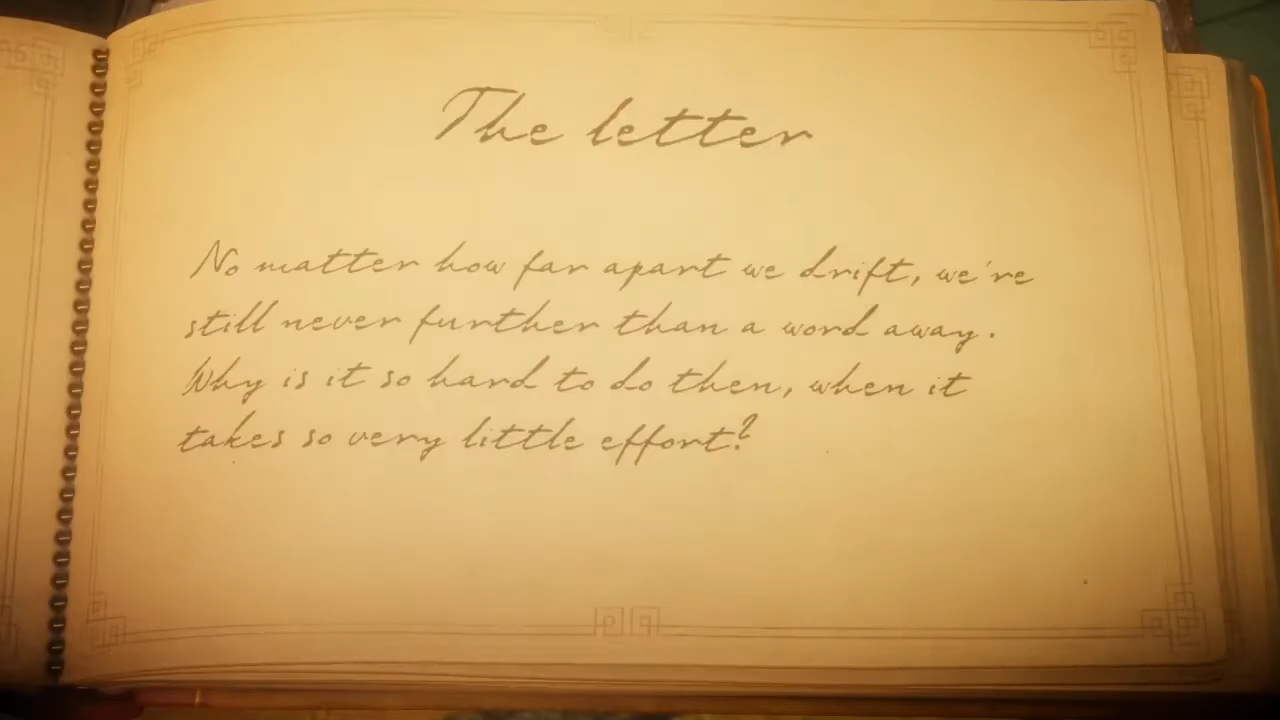 The letter
No matter how far apart we drift, we're
still never further than a word away.
Why is it so hard to do then, when it
takes so very little effort?